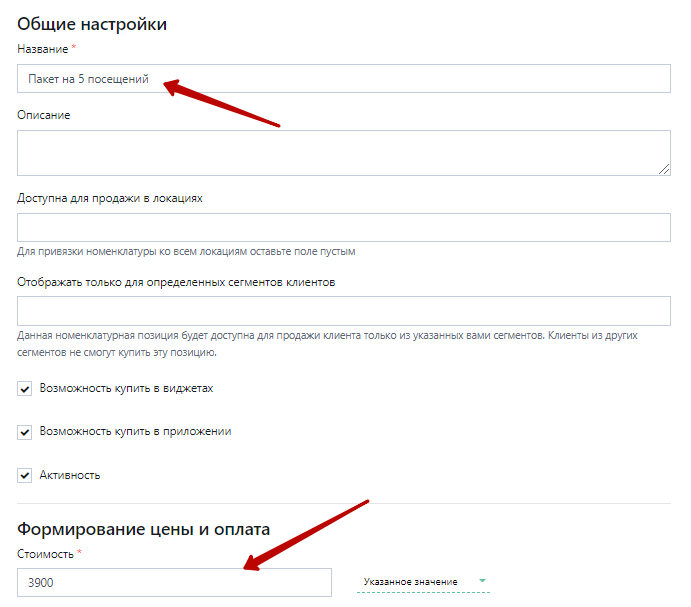 Общие настройки
Название *
Пакет на 5 посещений
Описание
Доступна для продажи в локациях
Для привязки номенклатуры ко всем локациям оставьте поле пустым
Отображать только для определенных сегментов клиентов
Данная номенклатурная позиция будет доступна для продажи клиента только из указанных вами сегментов. Клиенты из других
сегментов не смогут купить эту позицию.
Возможность купить в виджетах
Возможность купить в приложении
Активность
Формирование цены и оплата
Стоимость *
3900 Указанное значение